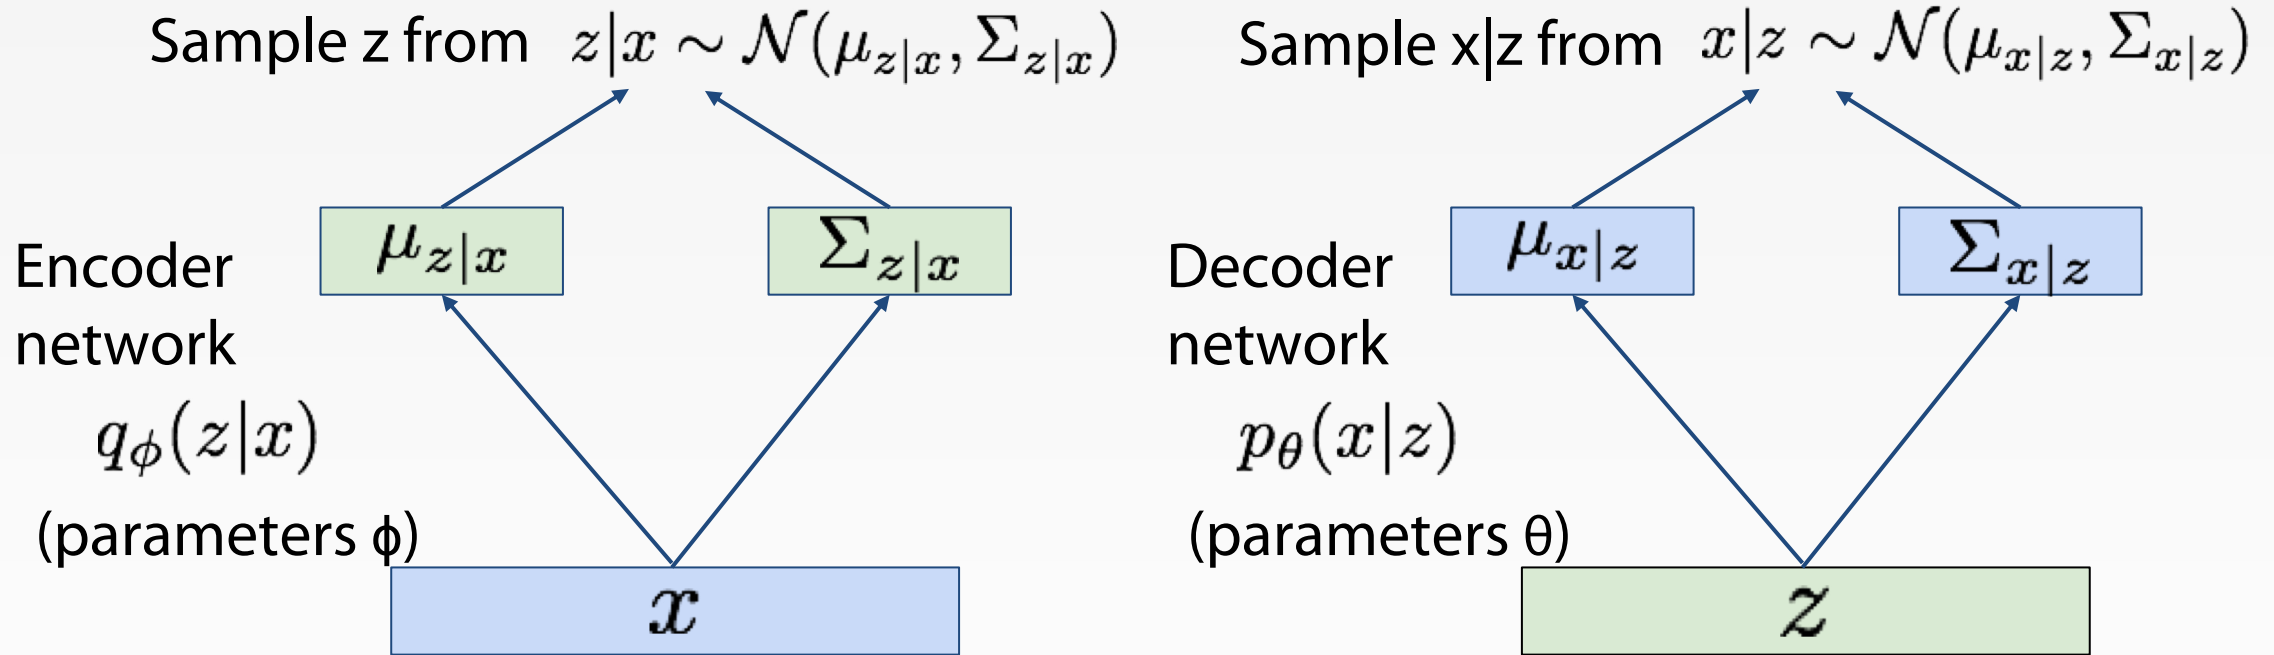 Sample z from z|x ∼ 𝒩(μ_{z|x}, Σ_{z|x})
μ_{z|x}
Σ_{z|x}
Encoder
network
q_ϕ(z|x)
(parameters ϕ)
x
Sample x|z from x|z ∼ 𝒩(μ_{x|z}, Σ_{x|z})
μ_{x|z}
Σ_{x|z}
Decoder
network
p_θ(x|z)
(parameters θ)
z